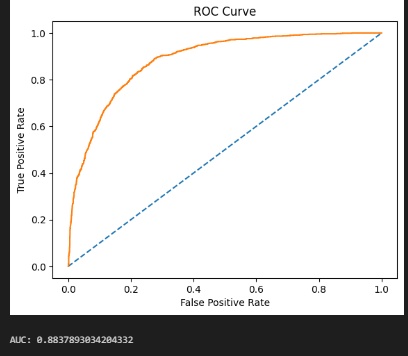 ROC Curve
1.0
0.8
0.6
0.4
0.2
0.0
True Positive Rate
0.0 0.2 0.4 0.6 0.8 1.0
False Positive Rate
AUC: 0.8837893034204332